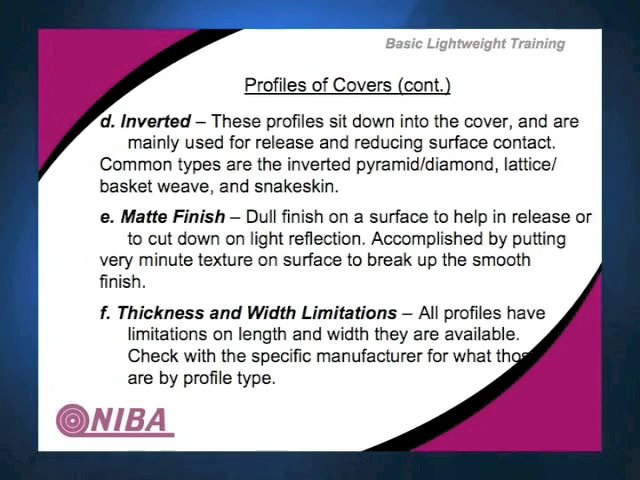 Basic Lightweight Training
Profiles of Covers (cont.)
d. Inverted – These profiles sit down into the cover, and are
mainly used for release and reducing surface contact.
Common types are the inverted pyramid/diamond, lattice/
basket weave, and snakeskin.
e. Matte Finish – Dull finish on a surface to help in release or
to cut down on light reflection. Accomplished by putting
very minute texture on surface to break up the smooth
finish.
f. Thickness and Width Limitations – All profiles have
limitations on length and width they are available.
Check with the specific manufacturer for what
are by profile type.
NIBA